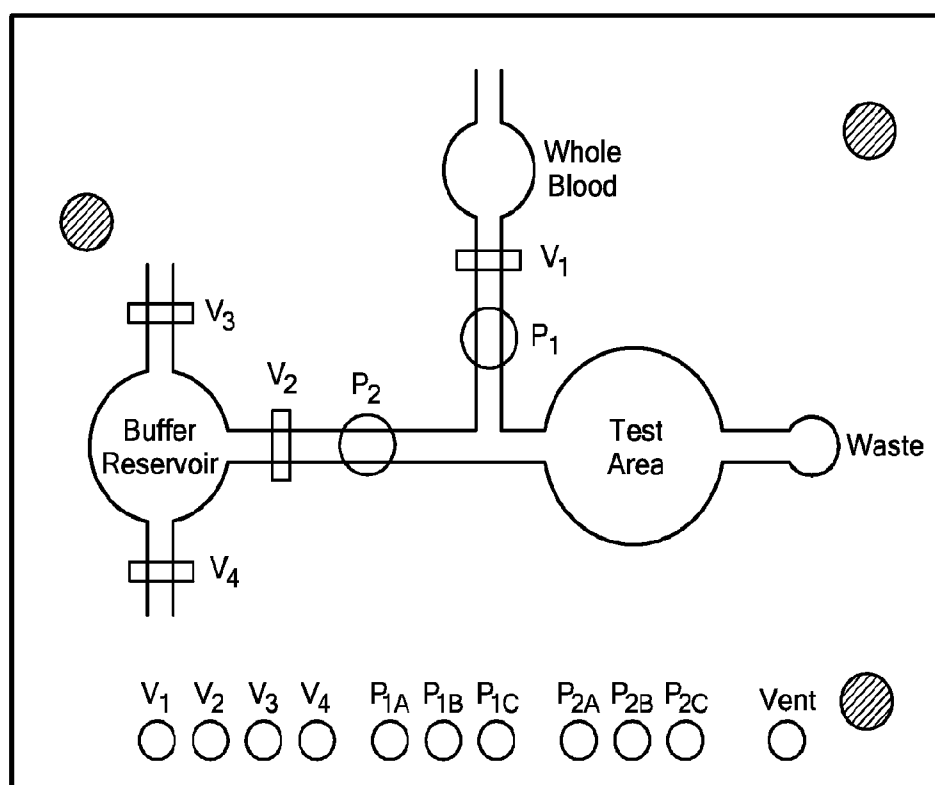 Whole
Blood
V1
V3
P1
V2
P2
Buffer
Reservoir
Test
Area
Waste
V4
V1 V2 V3 V4 P1A P1B P1C P2A P2B P2C Vent